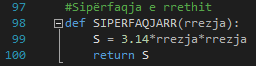 97 #Sipërfaqja e rrethit
98 def SIPERFAQJARR(rrezja):
99 S = 3.14*rrezja*rrezja
100 return S